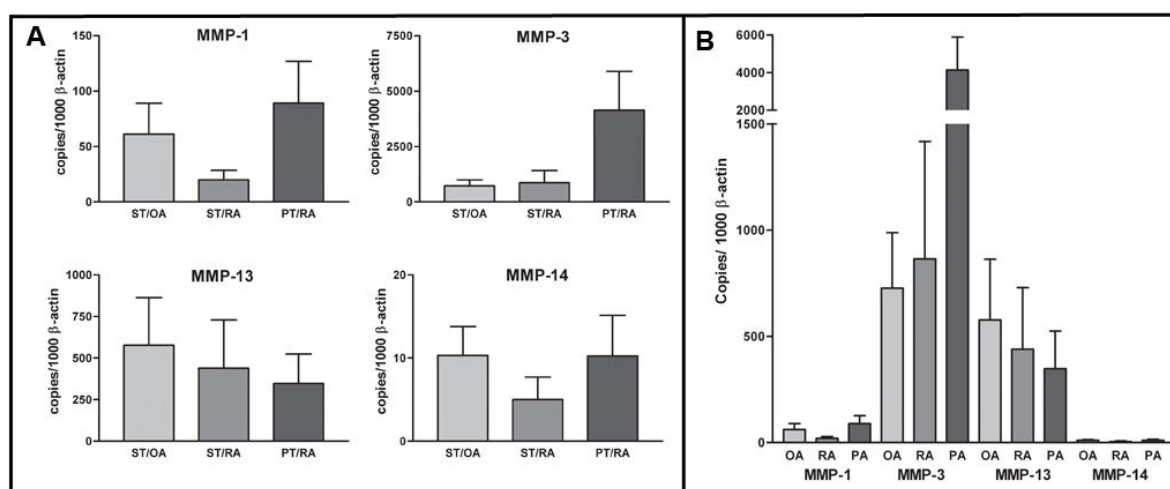 A
MMP-1
copies/1000 β-actin
150
100
50
0
ST/OA ST/RA PT/RA
MMP-3
copies/1000 β-actin
7500
5000
2500
0
ST/OA ST/RA PT/RA
MMP-13
copies/1000 β-actin
1000
750
500
250
0
ST/OA ST/RA PT/RA
MMP-14
copies/1000 β-actin
20
10
0
ST/OA ST/RA PT/RA
B
Copies/ 1000 β-actin
6000
4000
2000
1500
1000
500
0
OA RA PA OA RA PA OA RA PA OA RA PA
MMP-1 MMP-3 MMP-13 MMP-14